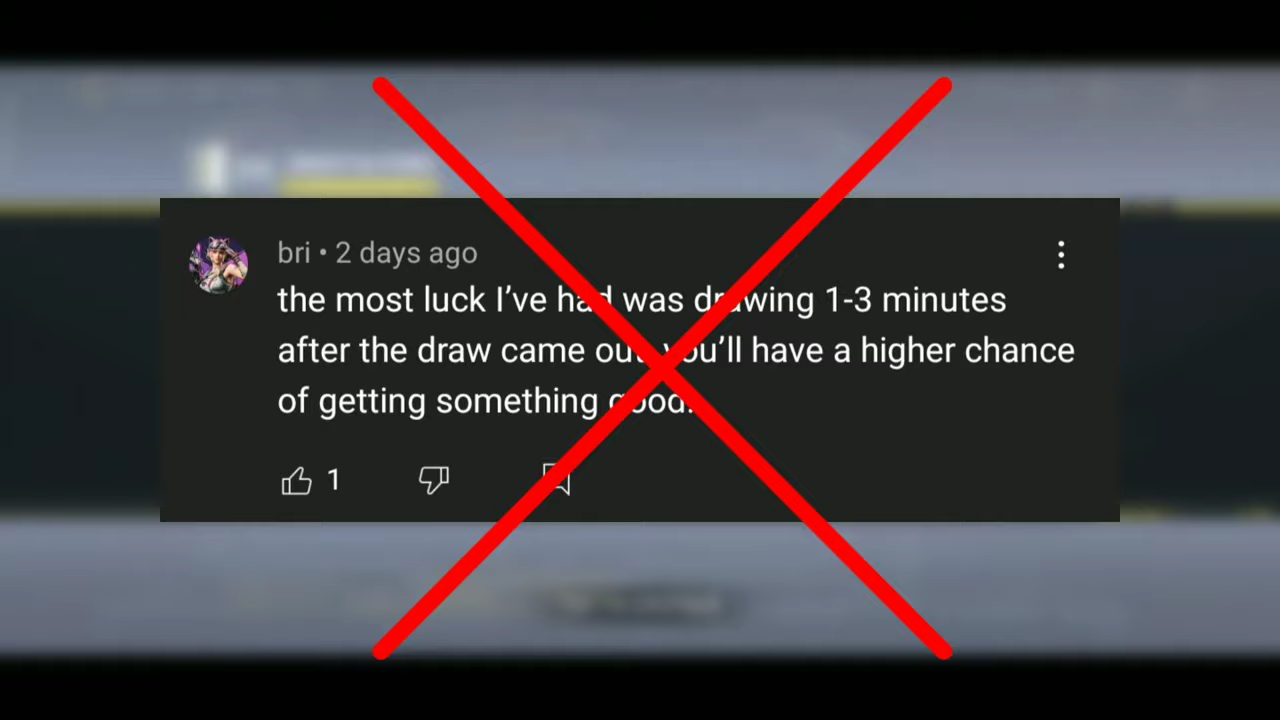 bri • 2 days ago
the most luck I’ve had was drawing 1-3 minutes
after the draw came out you’ll have a higher chance
of getting something good.
1